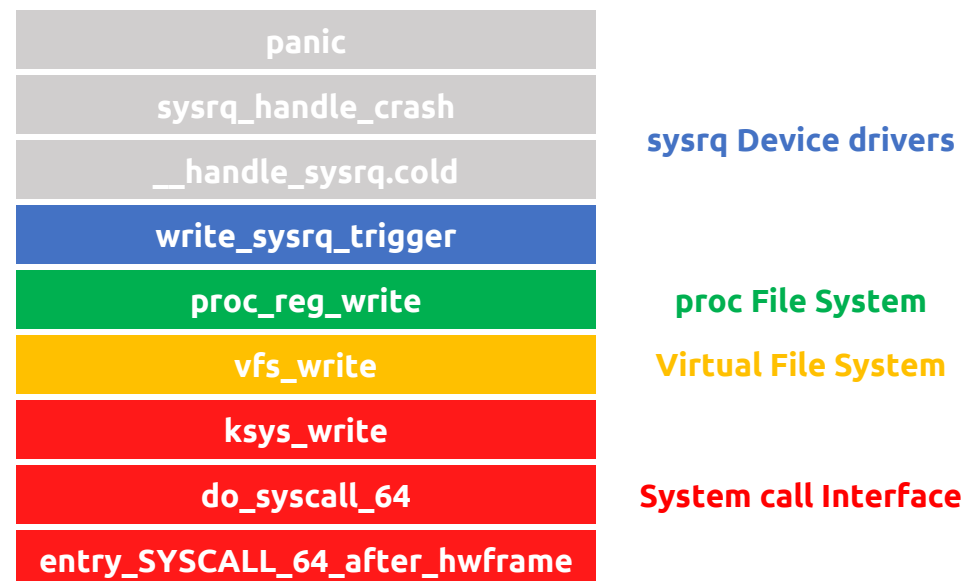 panic
sysrq_handle_crash
sysrq Device drivers
__handle_sysrq.cold
write_sysrq_trigger
proc_reg_write
proc File System
vfs_write
Virtual File System
ksys_write
do_syscall_64
System call Interface
entry_SYSCALL_64_after_hwframe